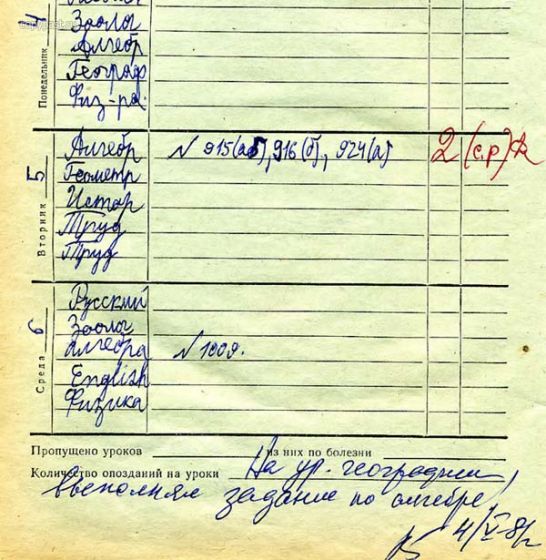 4 Зоолог
Алгебр
Понедельник Географ
Физ-ра
Вторник 5 Алгебр № 915(аб), 916(б), 924(а) 2 (с.р)
Геометр
Истор
Труд
Труд
Среда 6 Русский
Зоолог
Алгебра № 1009.
English
Физика
Пропущено уроков из них по болезни
Количество опозданий на уроки На ур. географии
выполнял задание по алгебре,
4/V-81г